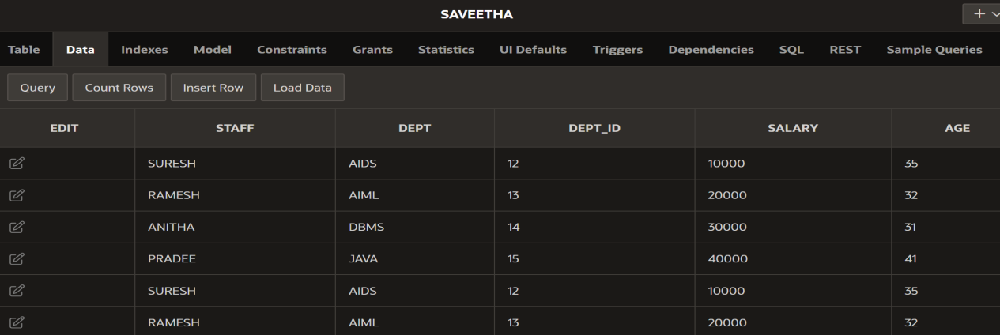 SAVEETHA
Table Data Indexes Model Constraints Grants Statistics UI Defaults Triggers Dependencies SQL REST Sample Queries
Query Count Rows Insert Row Load Data
EDIT STAFF DEPT DEPT_ID SALARY AGE
SURESH AIDS 12 10000 35
RAMESH AIML 13 20000 32
ANITHA DBMS 14 30000 31
PRADEE JAVA 15 40000 41
SURESH AIDS 12 10000 35
RAMESH AIML 13 20000 32